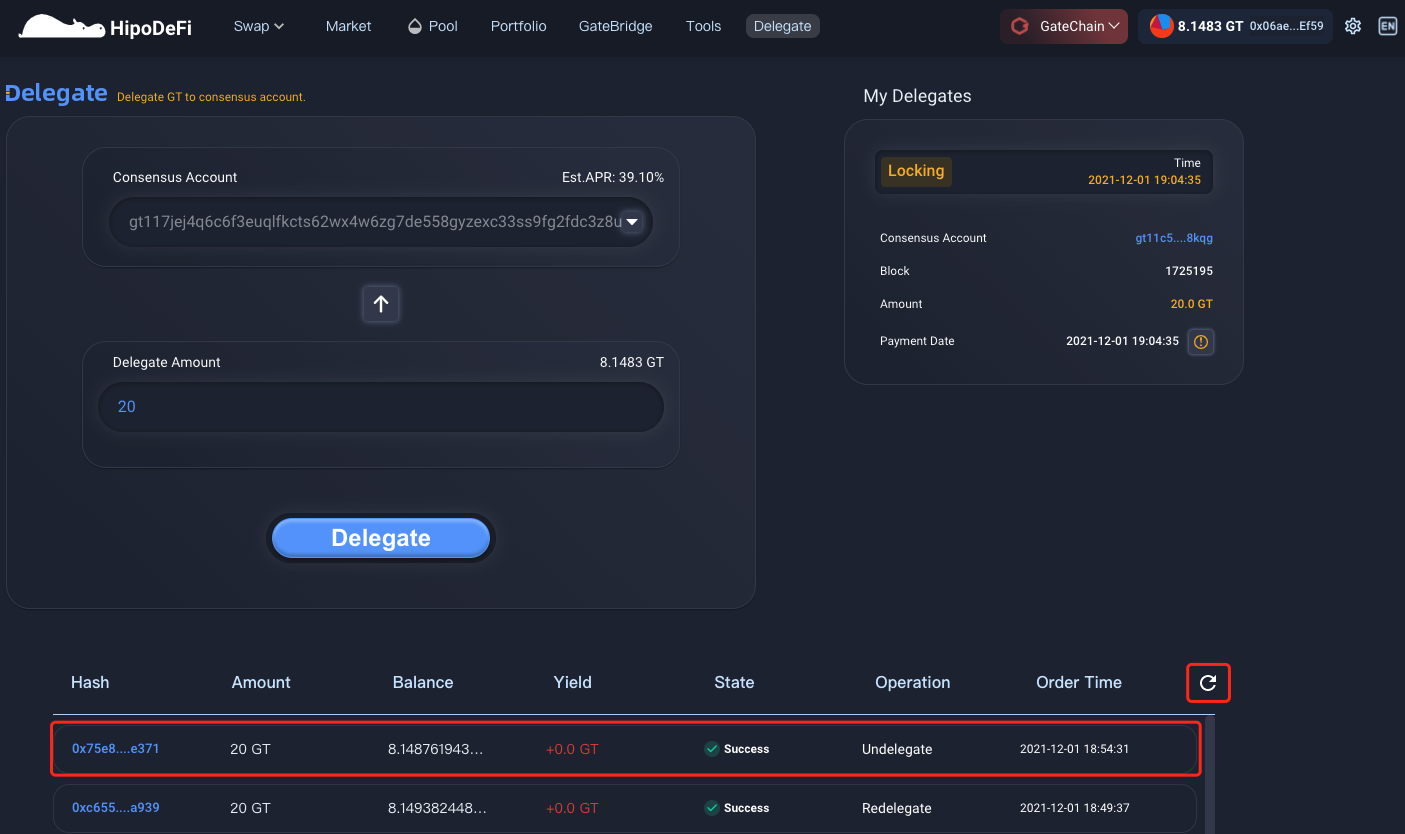 HipoDeFi Swap Market Pool Portfolio GateBridge Tools Delegate GateChain 8.1483 GT 0x06ae...Ef59 EN
Delegate Delegate GT to consensus account.
Consensus Account Est.APR: 39.10%
gt117jej4q6c6f3euqlfkcts62wx4w6zg7de558gyzexc33ss9fg2fdc3z8u
Delegate Amount 8.1483 GT
20
Delegate
My Delegates
Locking Time
2021-12-01 19:04:35
Consensus Account gt11c5....8kqg
Block 1725195
Amount 20.0 GT
Payment Date 2021-12-01 19:04:35
Hash Amount Balance Yield State Operation Order Time
0x75e8....e371 20 GT 8.148761943... +0.0 GT Success Undelegate 2021-12-01 18:54:31
0xc655....a939 20 GT 8.149382448... +0.0 GT Success Redelegate 2021-12-01 18:49:37